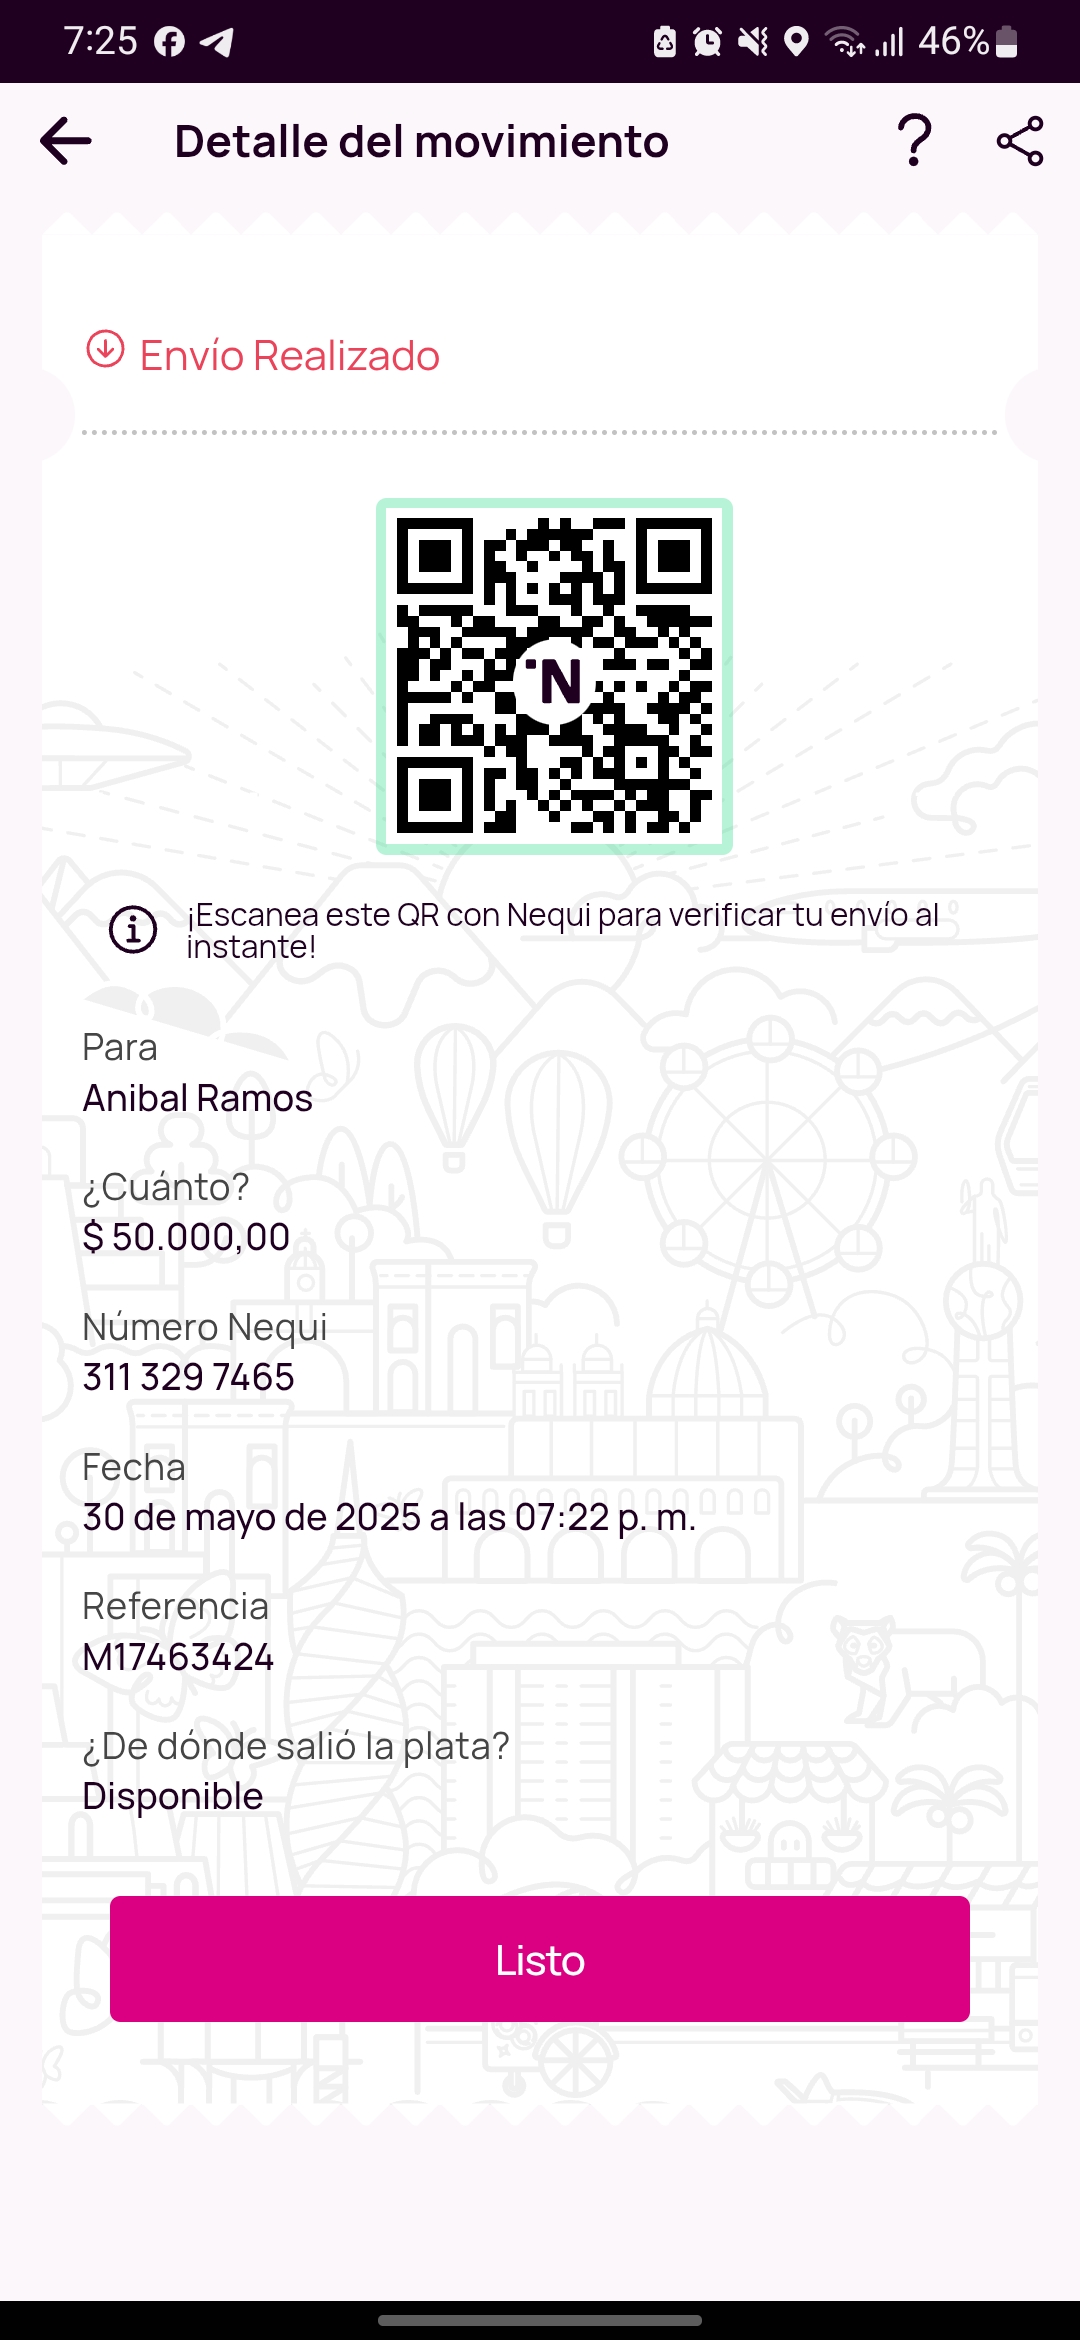 7:25
46%
Detalle del movimiento
Envío Realizado
N
¡Escanea este QR con Nequi para verificar tu envío al
instante!
Para
Anibal Ramos
¿Cuánto?
$ 50.000,00
Número Nequi
311 329 7465
Fecha
30 de mayo de 2025 a las 07:22 p. m.
Referencia
M17463424
¿De dónde salió la plata?
Disponible
Listo